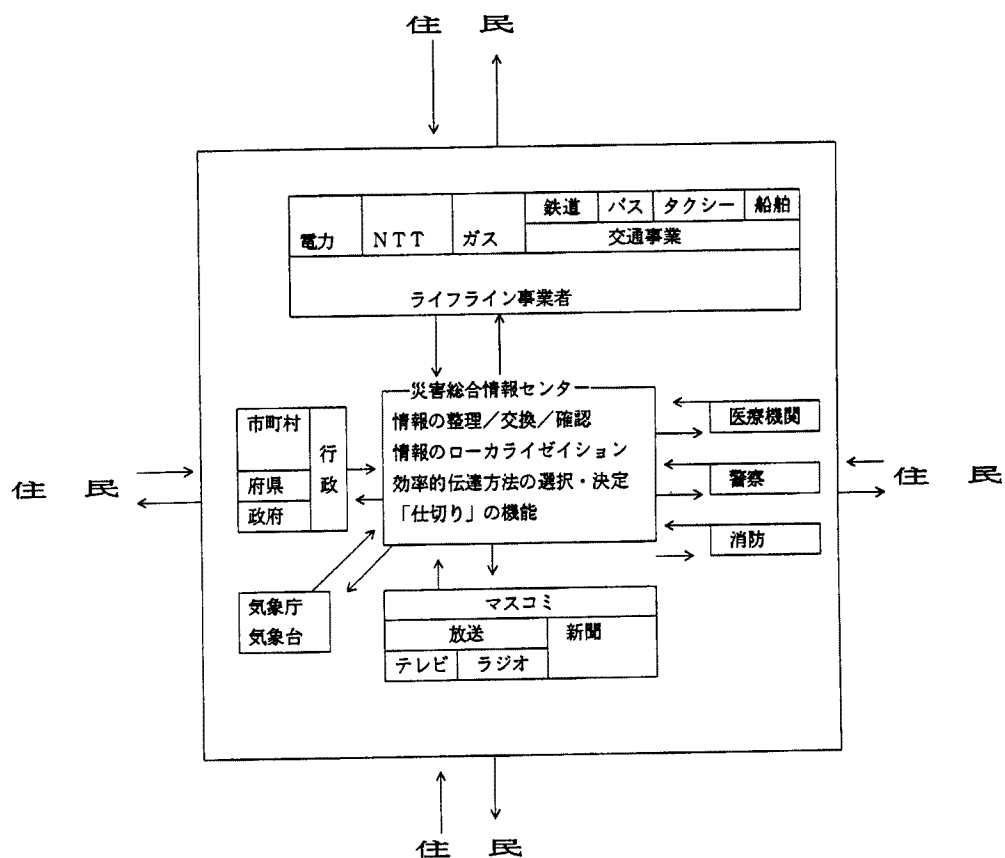 住 民
鉄道 バス タクシー 船舶
電力 NTT ガス 交通事業
ライフライン事業者
災害総合情報センター
情報の整理/交換/確認
情報のローカライゼイション
効率的伝達方法の選択・決定
「仕切り」の機能
市町村
府県
政府
行政
医療機関
警察
消防
住 民
住 民
気象庁
気象台
マスコミ
放送 新聞
テレビ ラジオ
住 民